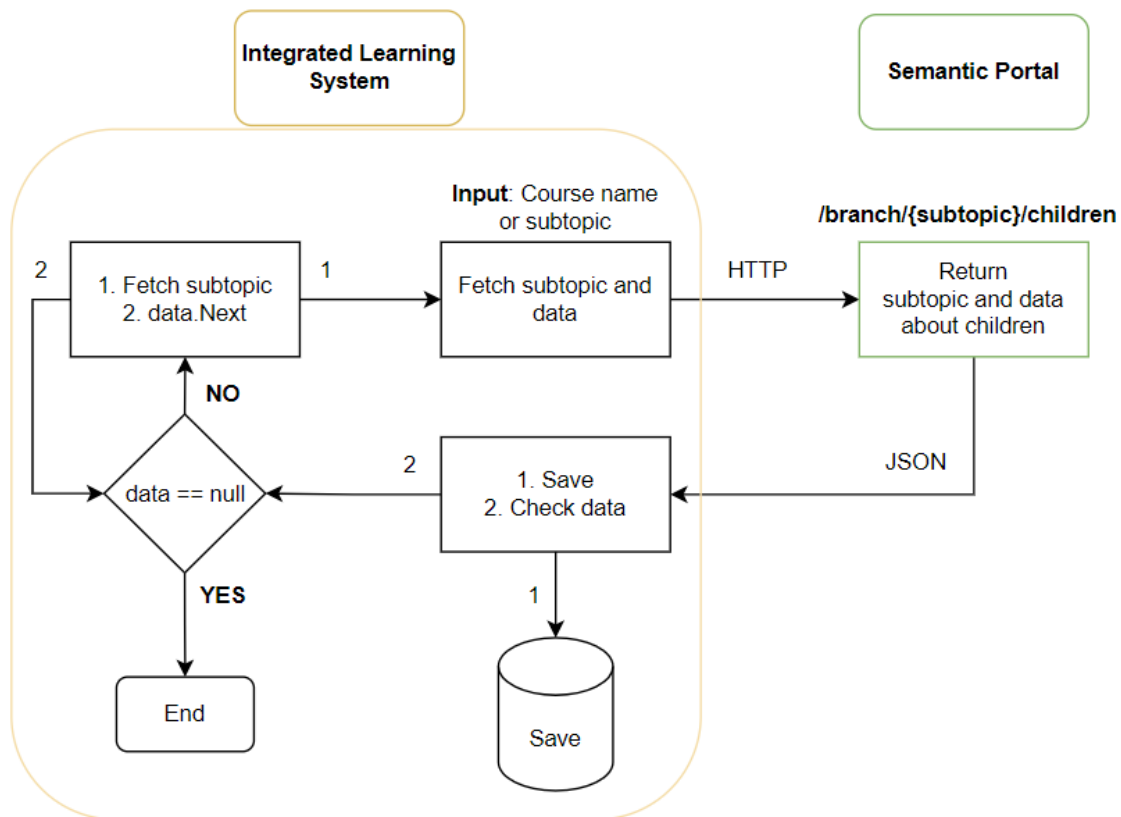 Integrated Learning
System
Semantic Portal
Input: Course name
or subtopic
/branch/{subtopic}/children
2
1. Fetch subtopic
2. data.Next
1
Fetch subtopic and
data
HTTP
Return
subtopic and data
about children
NO
data == null
2
1. Save
2. Check data
JSON
YES
1
End
Save